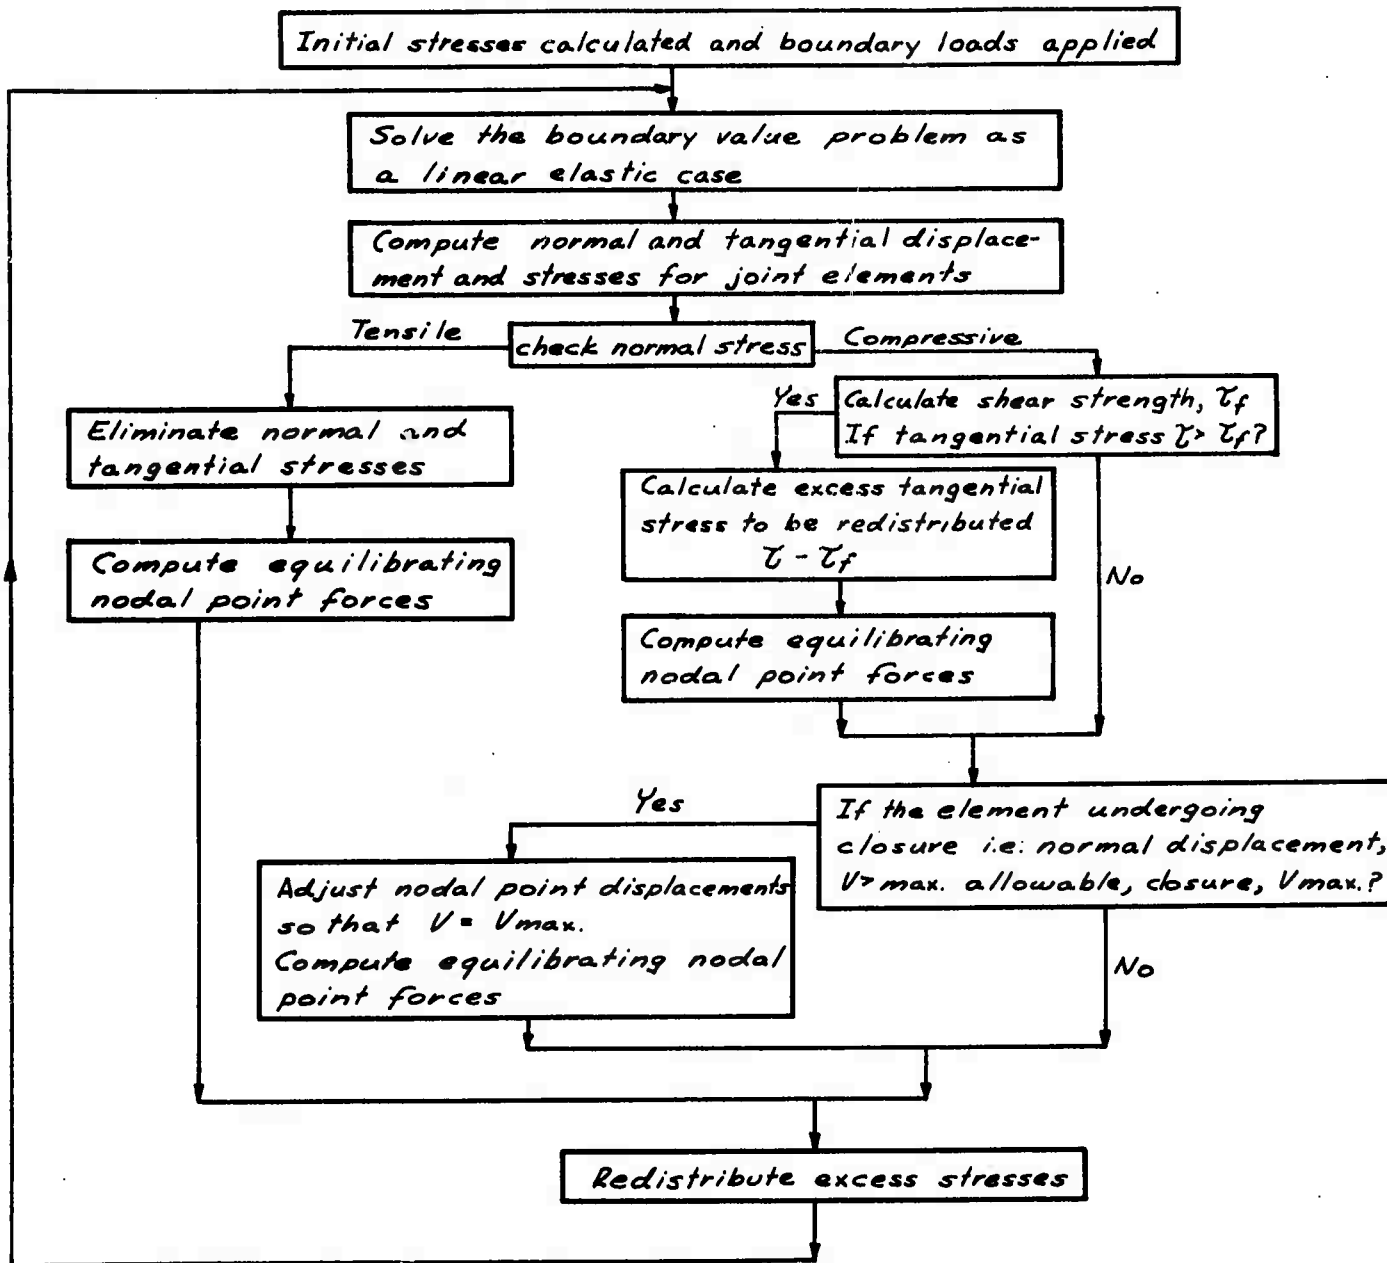 Initial stresses calculated and boundary loads applied
Solve the boundary value problem as
a linear elastic case
Compute normal and tangential displace-
ment and stresses for joint elements
Tensile
check normal stress
Compressive
Yes
Calculate shear strength, τf
If tangential stress τ> τf?
Eliminate normal and
tangential stresses
Calculate excess tangential
stress to be redistributed
τ - τf
Compute equilibrating
nodal point forces
No
Compute equilibrating
nodal point forces
Yes
If the element undergoing
closure i.e: normal displacement,
V> max. allowable, closure, Vmax.?
Adjust nodal point displacements
so that V = Vmax.
Compute equilibrating nodal
point forces
No
Redistribute excess stresses